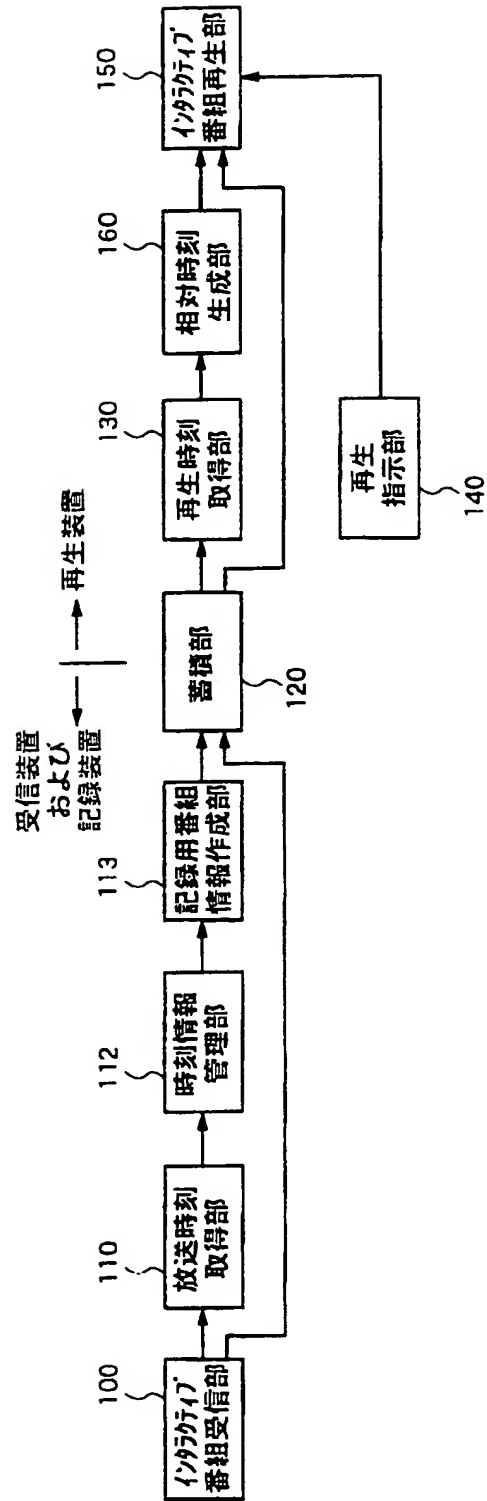 受信装置
および
記録装置
再生装置
100
インタラクティブ
番組受信部
110
放送時刻
取得部
112
時刻情報
管理部
113
記録用番組
情報作成部
蓄積部
120
130
再生時刻
取得部
160
相対時刻
生成部
150
インタラクティブ
番組再生部
再生
指示部
140